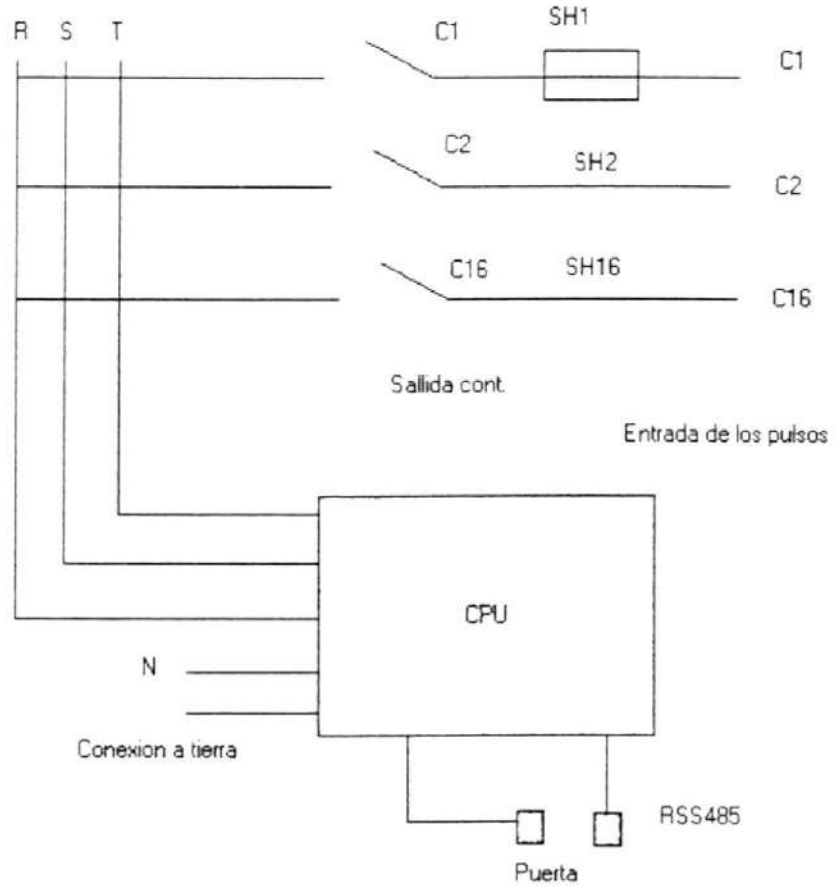 R S T
C1
SH1
C1
C2
SH2
C2
C16
SH16
C16
Sallida cont.
Entrada de los pulsos
CPU
N
Conexion a tierra
RSS485
Puerta